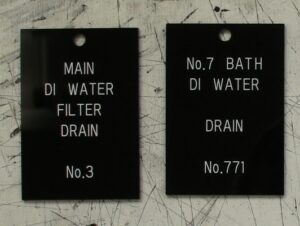 MAIN
DI WATER
FILTER
DRAIN
No.3
No.7 BATH
DI WATER
DRAIN
No.771